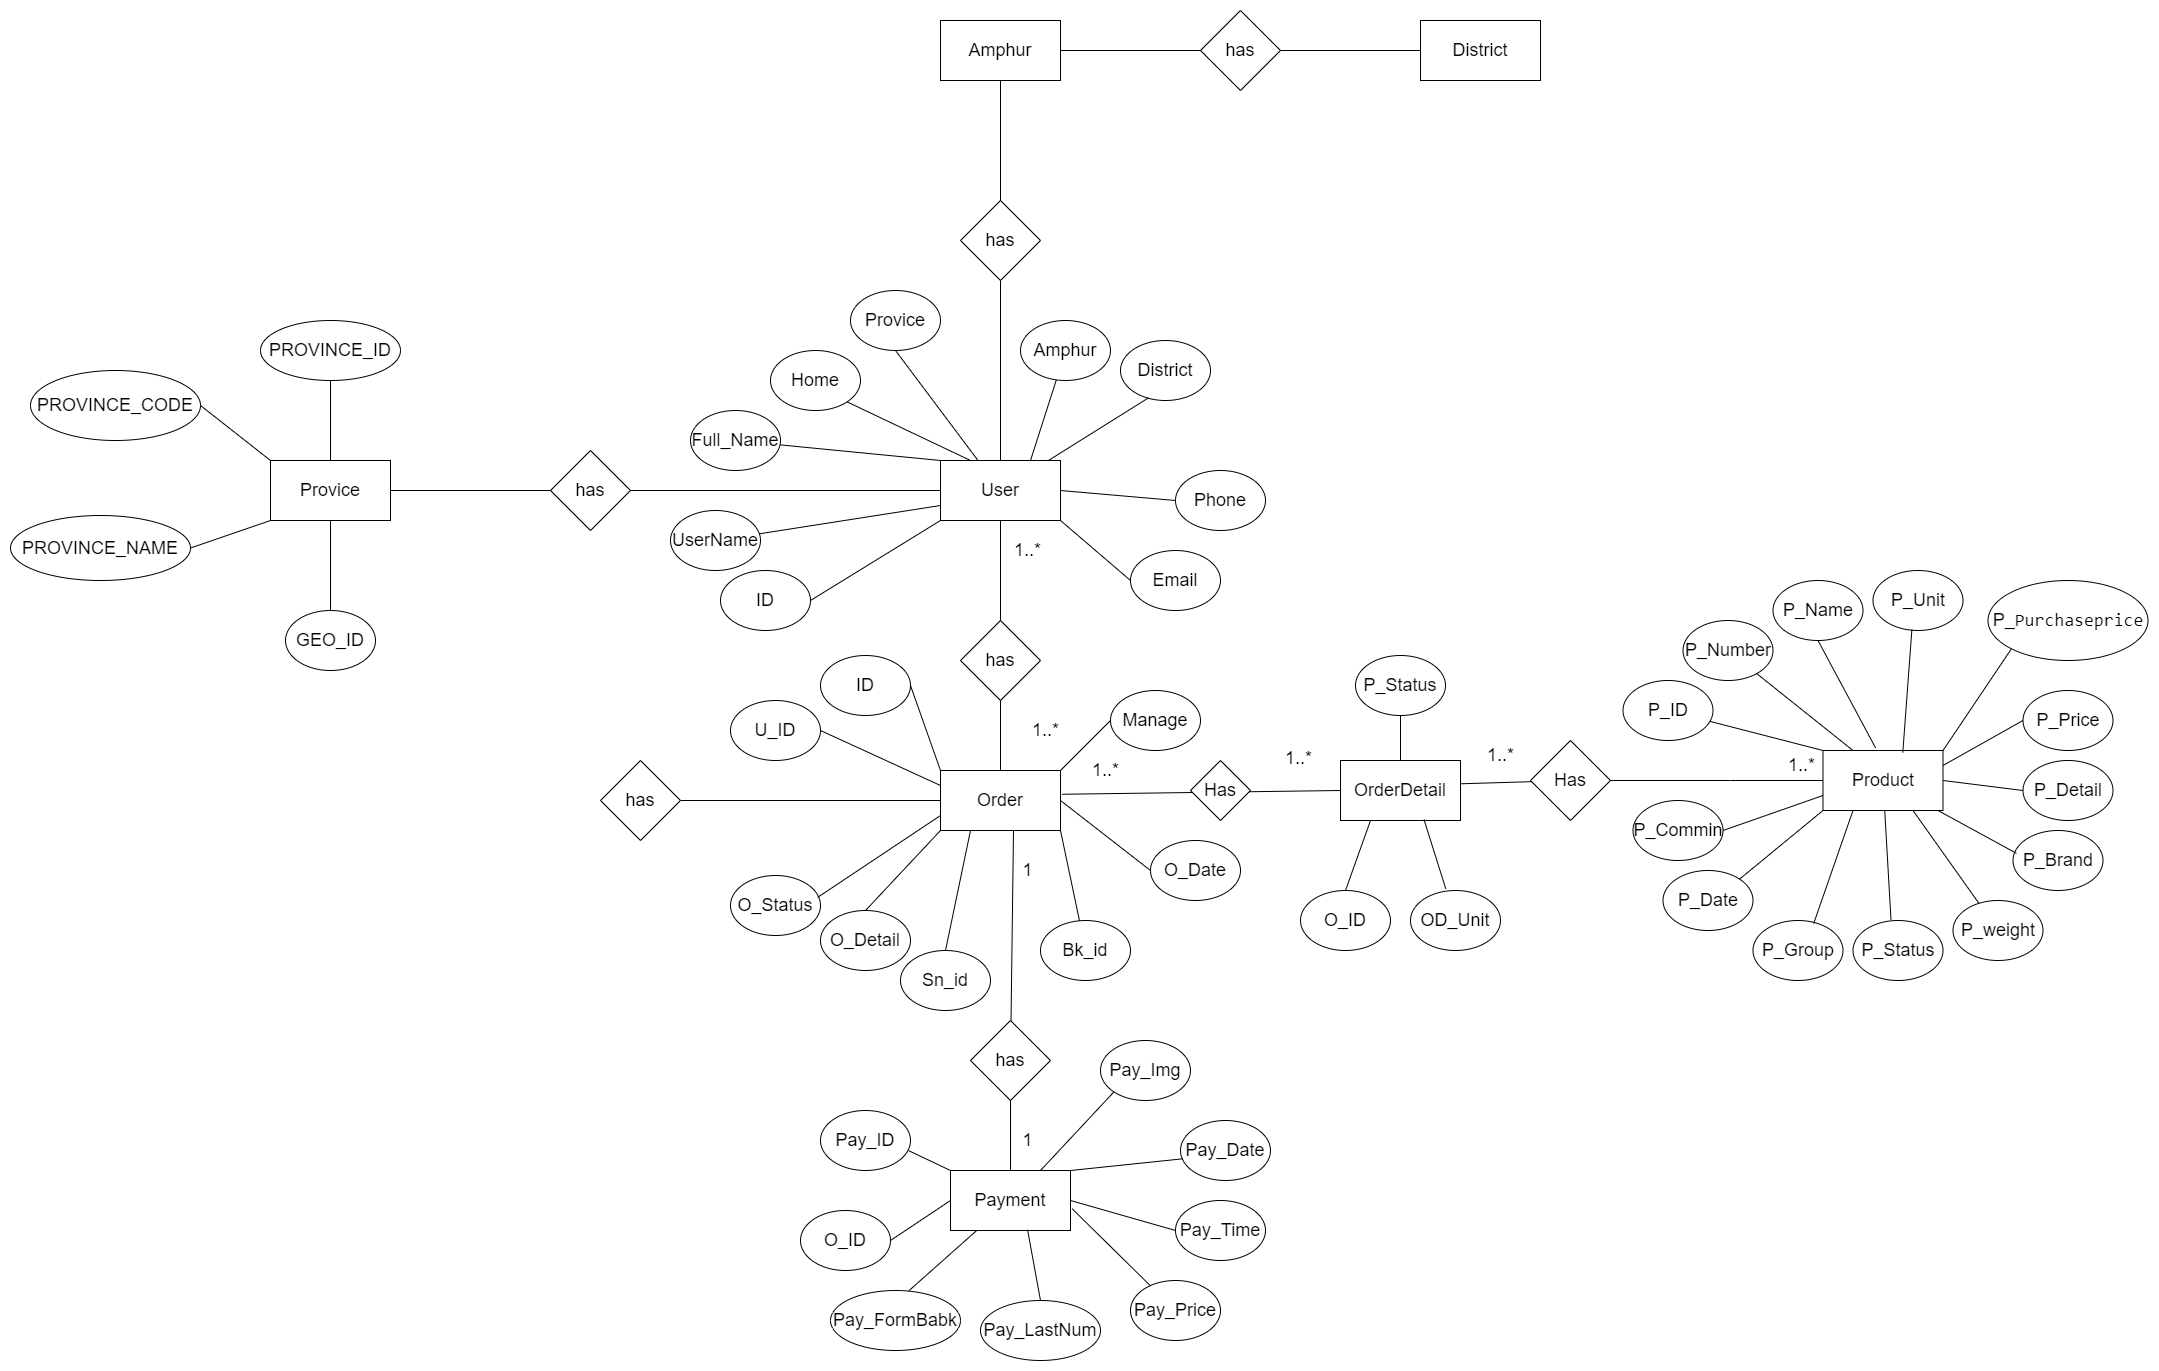 Amphur
has
District
has
Provice
Amphur
District
Home
Full_Name
PROVINCE_ID
PROVINCE_CODE
Provice
has
User
Phone
UserName
PROVINCE_NAME
1..*
Email
ID
GEO_ID
has
ID
U_ID
Manage
1..*
P_Status
P_Name
P_Unit
P_Purchaseprice
P_Number
P_ID
P_Price
has
Order
1..*
Has
1..*
OrderDetail
1..*
Has
1..*
Product
P_Detail
P_Commin
P_Brand
1
O_Date
O_Status
O_Detail
Sn_id
Bk_id
O_ID
OD_Unit
P_Date
P_Group
P_Status
P_weight
has
Pay_Img
Pay_ID
1
Pay_Date
Payment
O_ID
Pay_Time
Pay_FormBabk
Pay_LastNum
Pay_Price